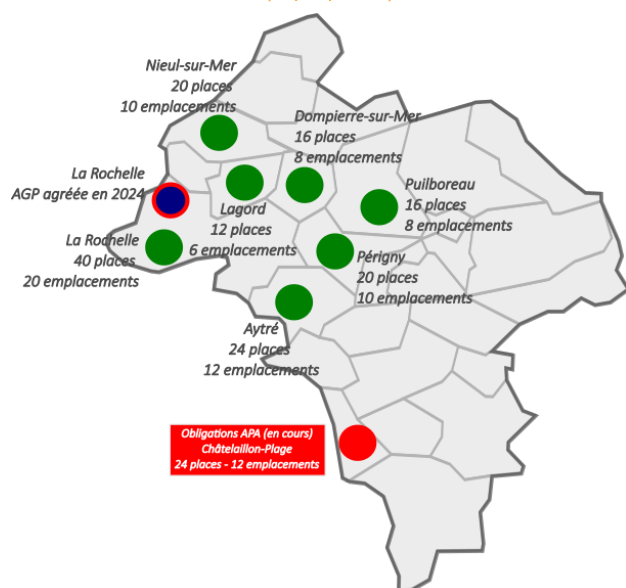 Nieul-sur-Mer
20 places
10 emplacements
Dompierre-sur-Mer
16 places
8 emplacements
La Rochelle
AGP agréée en 2024
Puilboreau
16 places
8 emplacements
Lagord
12 places
6 emplacements
La Rochelle
40 places
20 emplacements
Périgny
20 places
10 emplacements
Aytré
24 places
12 emplacements
Obligations APA (en cours)
Châtelaillon-Plage
24 places - 12 emplacements